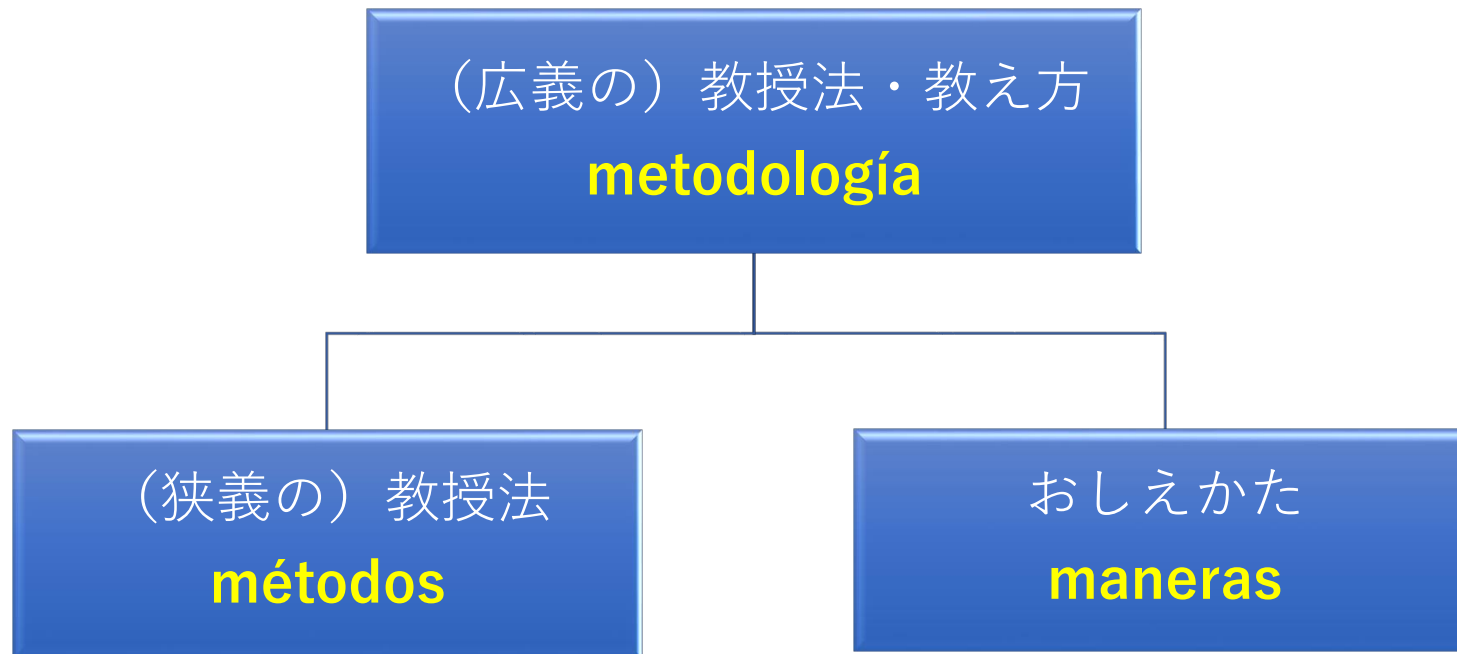 （広義の）教授法・教え方
metodología
（狭義の）教授法
métodos
おしえかた
maneras